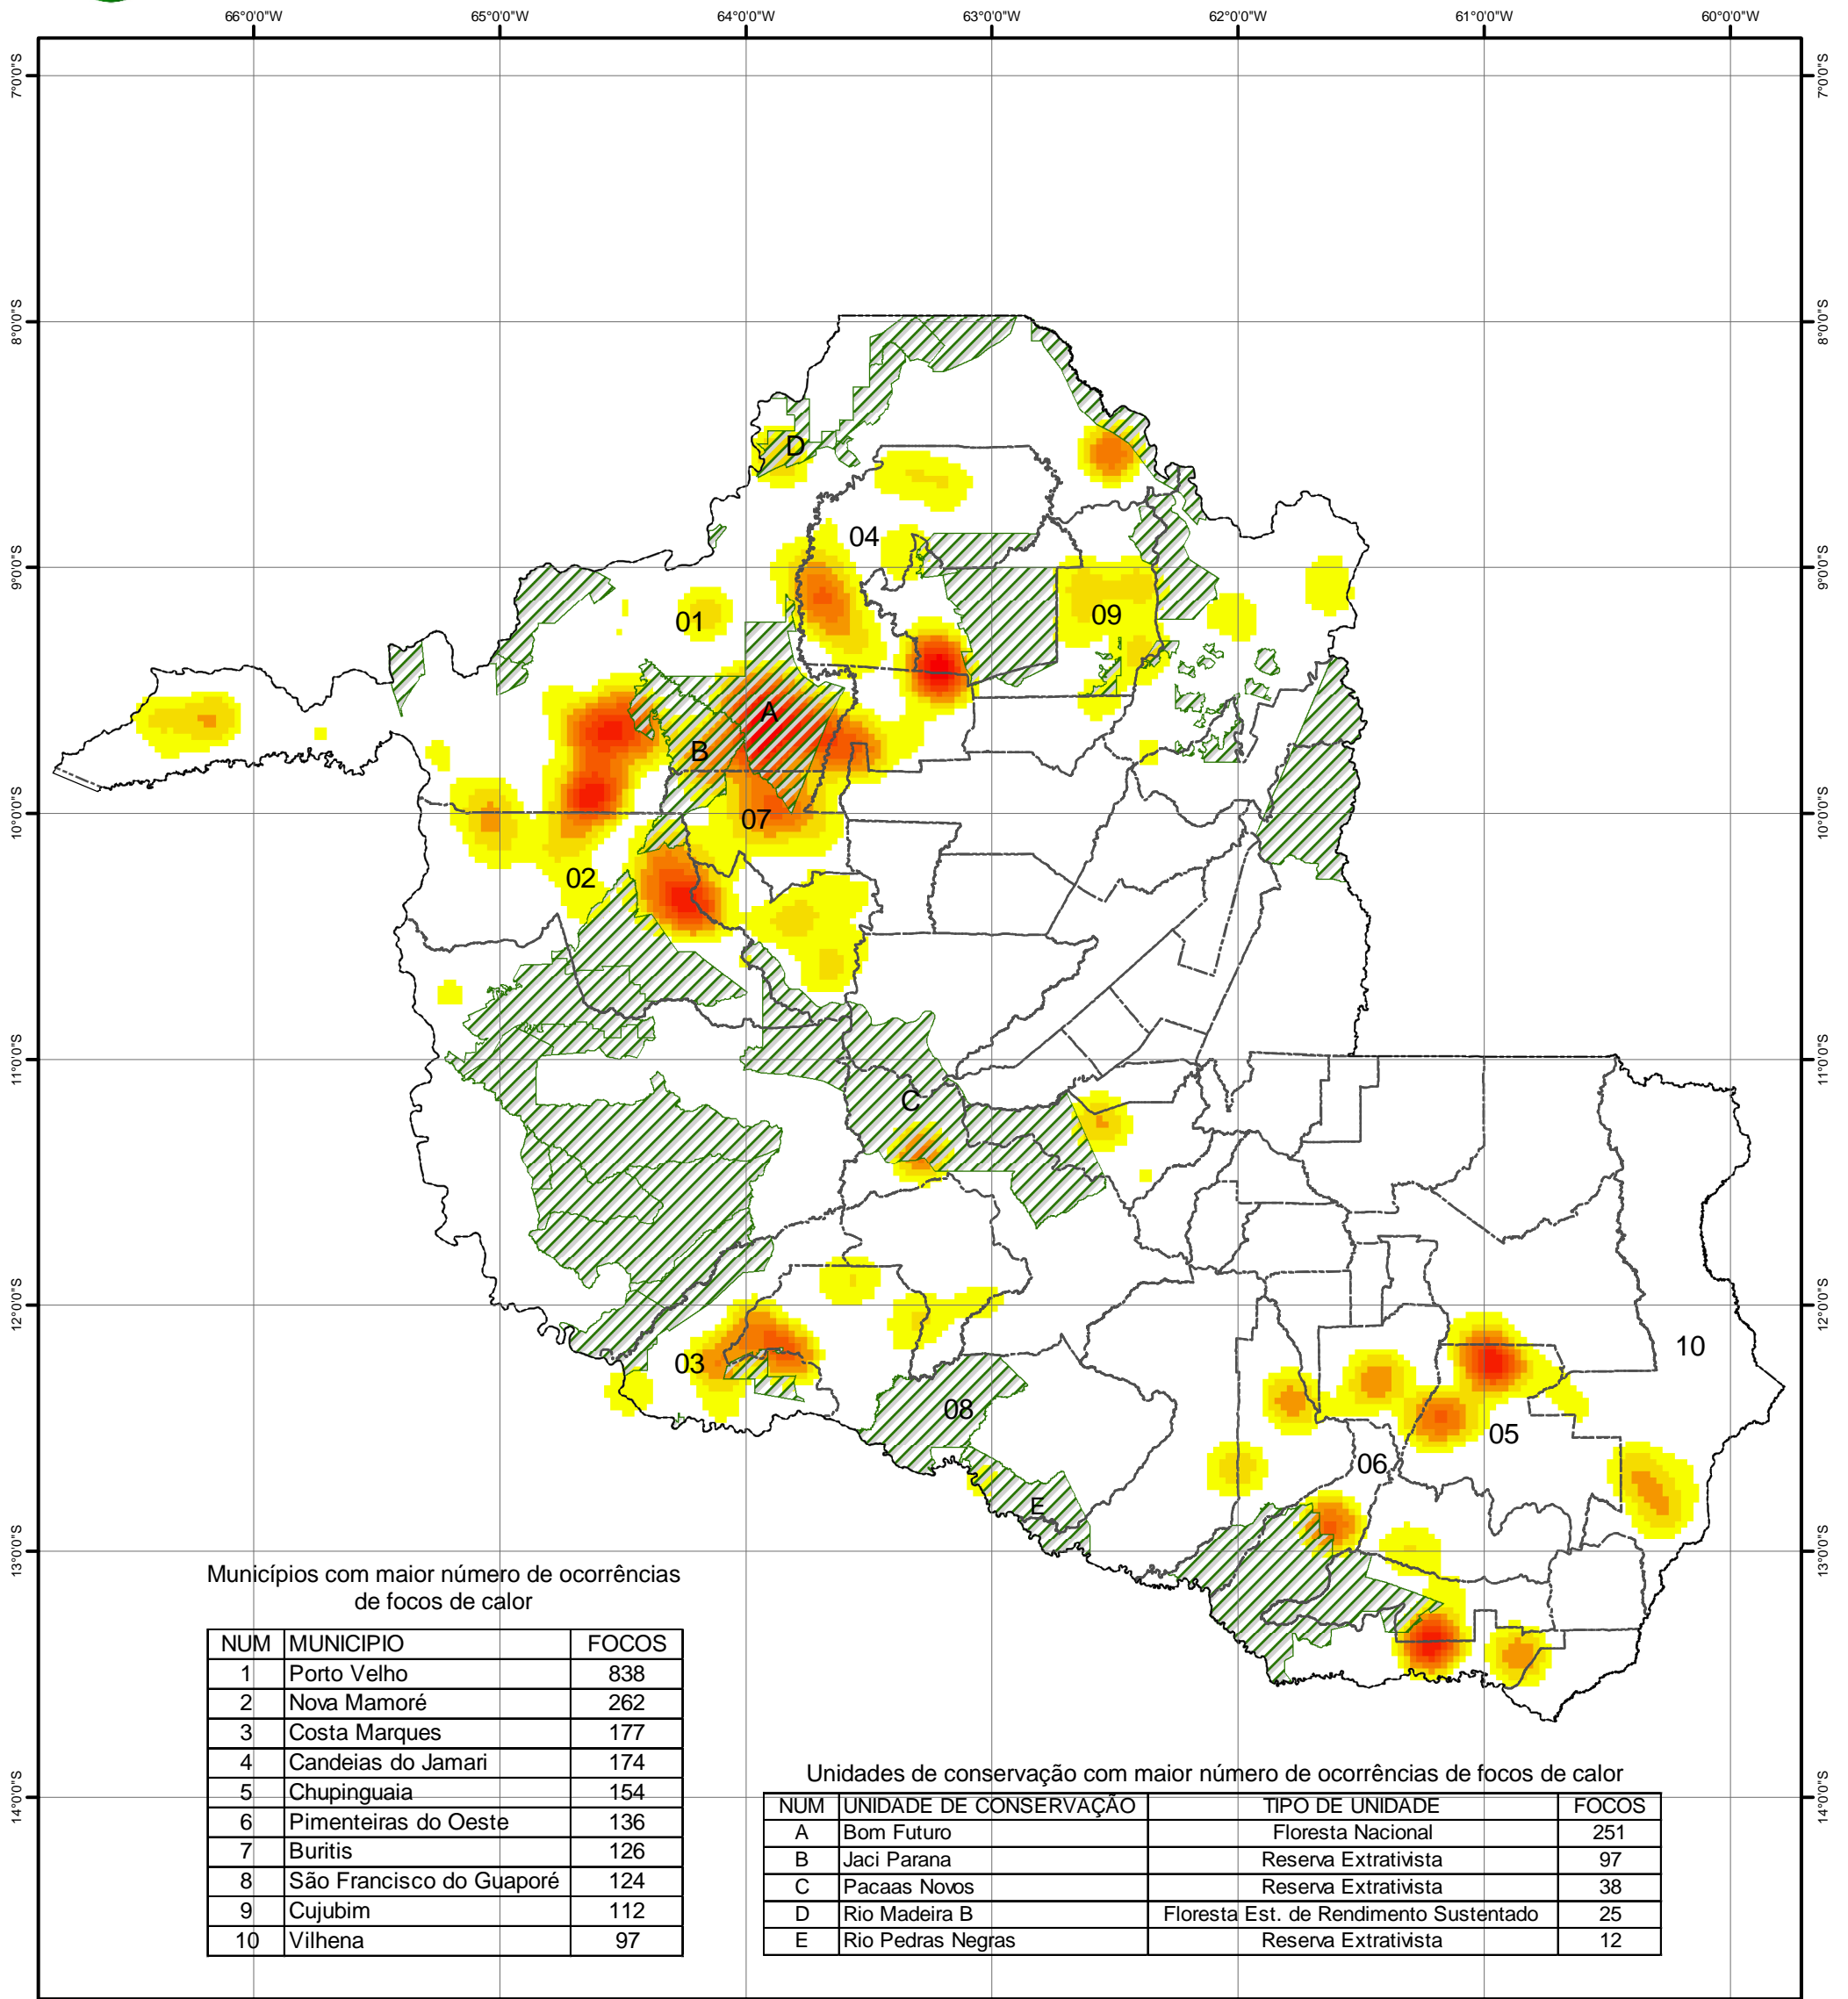 66°0'0"W 65°0'0"W 64°0'0"W 63°0'0"W 62°0'0"W 61°0'0"W 60°0'0"W
7°0'0"S 7°0'0"S
8°0'0"S 8°0'0"S
D
04
9°0'0"S 9°0'0"S
01 09
A
B
10°0'0"S 10°0'0"S
07
02
11°0'0"S 11°0'0"S
C
12°0'0"S 12°0'0"S
10
03
08
05
06
E
13°0'0"S 13°0'0"S
Municípios com maior número de ocorrências
de focos de calor
NUM MUNICIPIO FOCOS
1 Porto Velho 838
2 Nova Mamoré 262
3 Costa Marques 177
4 Candeias do Jamari 174
5 Chupinguaia 154
6 Pimenteiras do Oeste 136
7 Buritis 126
8 São Francisco do Guaporé 124
9 Cujubim 112
10 Vilhena 97
14°0'0"S 14°0'0"S
Unidades de conservação com maior número de ocorrências de focos de calor
NUM UNIDADE DE CONSERVAÇÃO TIPO DE UNIDADE FOCOS
A Bom Futuro Floresta Nacional 251
B Jaci Parana Reserva Extrativista 97
C Pacaas Novos Reserva Extrativista 38
D Rio Madeira B Floresta Est. de Rendimento Sustentado 25
E Rio Pedras Negras Reserva Extrativista 12